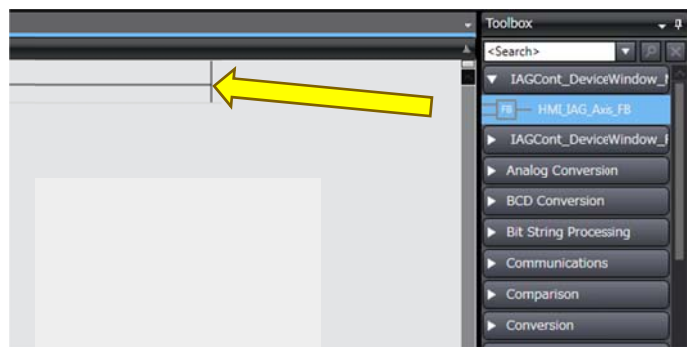 Toolbox
<Search>
IAGCont_DeviceWindow_
FB HMI_IAG_Axis_FB
IAGCont_DeviceWindow_
Analog Conversion
BCD Conversion
Bit String Processing
Communications
Comparison
Conversion